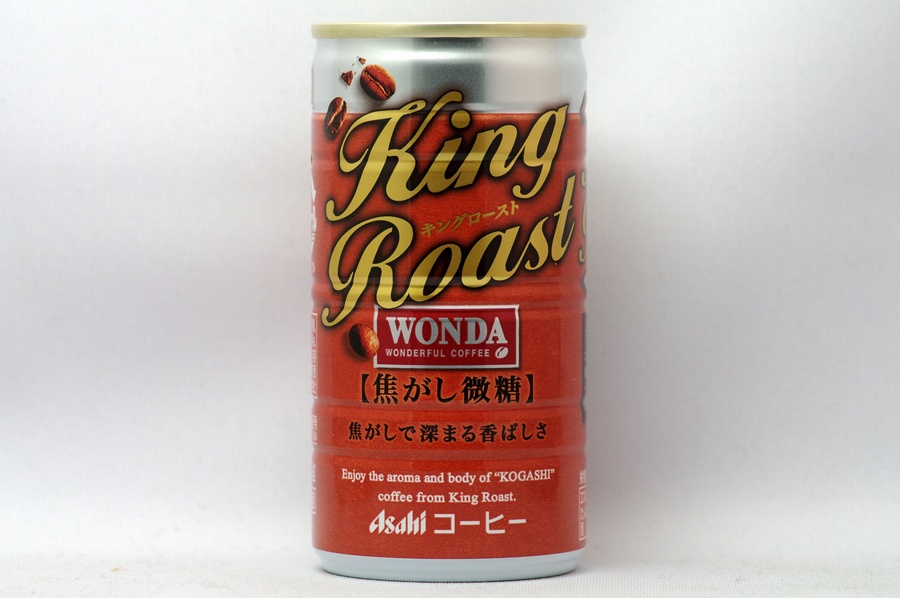 King
キングロースト
Roast
WONDA
WONDERFUL COFFEE
【焦がし微糖】
焦がしで深まる香ばしさ
Enjoy the aroma and body of “KOGASHI”
coffee from King Roast.
Asahi コーヒー